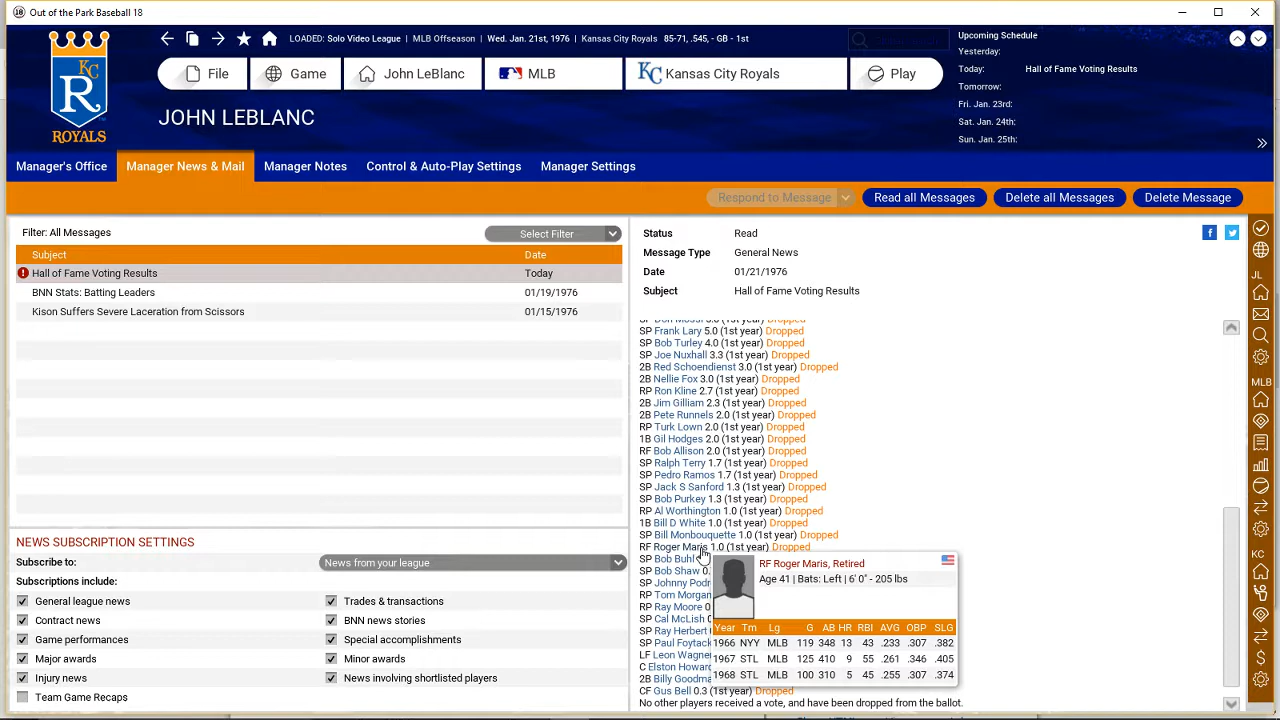 Out of the Park Baseball 18
LOADED: Solo Video League | MLB Offseason | Wed. Jan. 21st, 1976 | Kansas City Royals 85-71, .545, - GB - 1st
Upcoming Schedule
Yesterday:
Today: Hall of Fame Voting Results
Tomorrow:
Fri. Jan. 23rd:
Sat. Jan. 24th:
Sun. Jan. 25th:
KC
R
ROYALS
File
Game
John LeBlanc
MLB
KC Kansas City Royals
Play
JOHN LEBLANC
Manager's Office
Manager News & Mail
Manager Notes
Control & Auto-Play Settings
Manager Settings
Respond to Message
Read all Messages
Delete all Messages
Delete Message
Filter: All Messages
Select Filter
Subject Date
Hall of Fame Voting Results Today
BNN Stats: Batting Leaders 01/19/1976
Kison Suffers Severe Laceration from Scissors 01/15/1976
NEWS SUBSCRIPTION SETTINGS
Subscribe to: News from your league
Subscriptions include:
General league news
Trades & transactions
Contract news
BNN news stories
Game performances
Special accomplishments
Major awards
Minor awards
Injury news
News involving shortlisted players
Team Game Recaps
Status Read
Message Type General News
Date 01/21/1976
Subject Hall of Fame Voting Results
SP Frank Lary 5.0 (1st year) Dropped
SP Bob Turley 4.0 (1st year) Dropped
SP Joe Nuxhall 3.3 (1st year) Dropped
2B Red Schoendienst 3.0 (1st year) Dropped
2B Nellie Fox 3.0 (1st year) Dropped
RP Ron Kline 2.7 (1st year) Dropped
2B Jim Gilliam 2.3 (1st year) Dropped
2B Pete Runnels 2.0 (1st year) Dropped
RP Turk Lown 2.0 (1st year) Dropped
1B Gil Hodges 2.0 (1st year) Dropped
RF Bob Allison 2.0 (1st year) Dropped
SP Ralph Terry 1.7 (1st year) Dropped
SP Pedro Ramos 1.7 (1st year) Dropped
SP Jack S Sanford 1.3 (1st year) Dropped
SP Bob Purkey 1.3 (1st year) Dropped
RP Al Worthington 1.0 (1st year) Dropped
1B Bill D White 1.0 (1st year) Dropped
SP Bill Monbouquette 1.0 (1st year) Dropped
RF Roger Maris 1.0 (1st year) Dropped
SP Bob Buhl
SP Bob Shaw 0.
SP Johnny Podr
RP Tom Morgan
RP Ray Moore 0
SP Cal McLish
SP Ray Herbert
SP Paul Foytack
LF Leon Wagner
C Elston Howard
2B Billy Goodma
CF Gus Bell 0.3 (1st year) Dropped
No other players received a vote, and have been dropped from the ballot.
RF Roger Maris, Retired
Age 41 | Bats: Left | 6' 0" - 205 lbs
Year Tm Lg G AB HR RBI AVG OBP SLG
1966 NYY MLB 119 348 13 43 .233 .307 .382
1967 STL MLB 125 410 9 55 .261 .346 .405
1968 STL MLB 100 310 5 45 .255 .307 .374
JL
MLB
KC